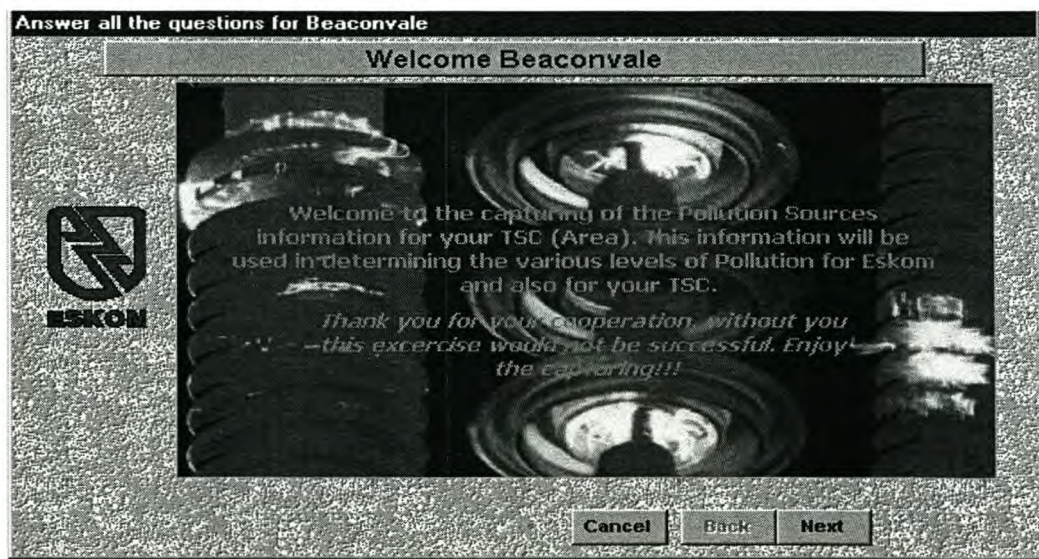 Answer all the questions for Beaconvale
Welcome Beaconvale
Welcome to the capturing of the Pollution Sources
information for your TSC (Area). This information will be
used in determining the various levels of Pollution for Eskom
and also for your TSC.
Thank you for your cooperation, without you
this excercise would not be successful. Enjoy
the capturing!!!
ESKOM
Cancel
Back
Next